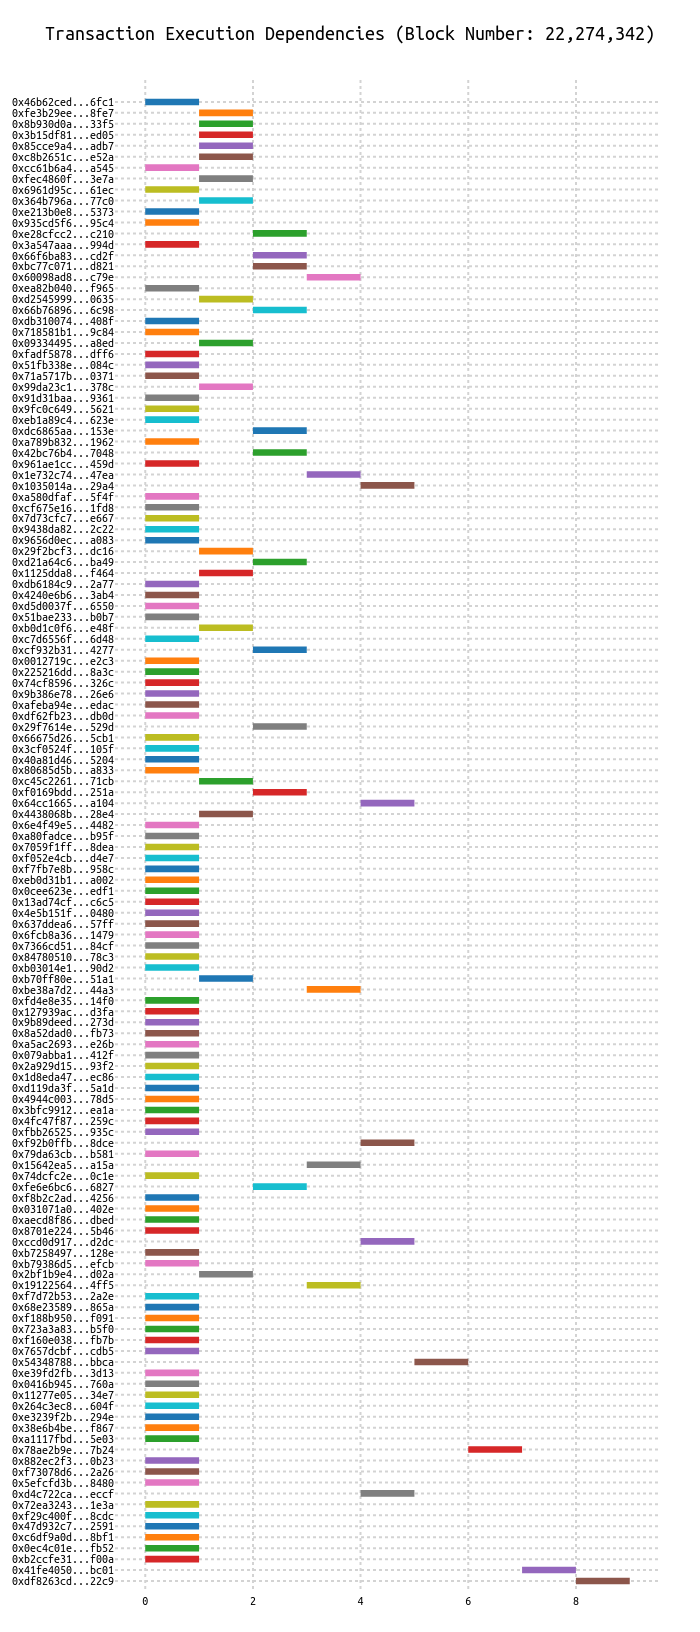 Transaction Execution Dependencies (Block Number: 22,274,342)
0x46b62ced...6fc1
0xfe3b29ee...8fe7
0x8b930d0a...33f5
0x3b15df81...ed05
0x85cce9a4...adb7
0xc8b2651c...e52a
0xcc61b6a4...a545
0xfec4860f...3e7a
0x6961d95c...61ec
0x364b796a...77c0
0xe213b0e8...5373
0x935cd5f6...95c4
0xe28cfcc2...c210
0x3a547aaa...994d
0x66f6ba83...cd2f
0xbc77c071...d821
0x60098ad8...c79e
0xea82b040...f965
0xd2545999...0635
0x66b76896...6c98
0xdb310074...408f
0x718581b1...9c84
0x09334495...a8ed
0xfadf5878...dff6
0x51fb338e...084c
0x71a5717b...0371
0x99da23c1...378c
0x91d31baa...9361
0x9fc0c649...5621
0xeb1a89c4...623e
0xdc6865aa...153e
0xa789b832...1962
0x42bc76b4...7048
0x961ae1cc...459d
0x1e732c74...47ea
0x1035014a...29a4
0xa580dfaf...5f4f
0xcf675e16...1fd8
0x7d73cfc7...e667
0x9438da82...2c22
0x9656d0ec...a083
0x29f2bcf3...dc16
0xd21a64c6...ba49
0x1125dda8...f464
0xdb6184c9...2a77
0x4240e6b6...3ab4
0xd5d0037f...6550
0x51bae233...b0b7
0xb0d1c0f6...e48f
0xc7d6556f...6d48
0xcf932b31...4277
0x0012719c...e2c3
0x225216dd...8a3c
0x74cf8596...326c
0x9b386e78...26e6
0xafeba94e...edac
0xdf62fb23...db0d
0x29f7614e...529d
0x66675d26...5cb1
0x3cf0524f...105f
0x40a81d46...5204
0x80685d5b...a833
0xc45c2261...71cb
0xf0169bdd...251a
0x64cc1665...a104
0x4438068b...28e4
0x6e4f49e5...4482
0xa80fadce...b95f
0x7059f1ff...8dea
0xf052e4cb...d4e7
0xf7fb7e8b...958c
0xeb0d31b1...a002
0x0cee623e...edf1
0x13ad74cf...c6c5
0x4e5b151f...0480
0x637ddea6...57ff
0x6fcb8a36...1479
0x7366cd51...84cf
0x84780510...78c3
0xb03014e1...90d2
0xb70ff80e...51a1
0xbe38a7d2...44a3
0xfd4e8e35...14f0
0x127939ac...d3fa
0x9b89deed...273d
0x8a52dad0...fb73
0xa5ac2693...e26b
0x079abba1...412f
0x2a929d15...93f2
0x1d8eda47...ec86
0xd119da3f...5a1d
0x4944c003...78d5
0x3bfc9912...ea1a
0x4fc47f87...259c
0xfbb26525...935c
0xf92b0ffb...8dce
0x79da63cb...b581
0x15642ea5...a15a
0x74dcfc2e...0c1e
0xfe6e6bc6...6827
0xf8b2c2ad...4256
0x031071a0...402e
0xaecd8f86...dbed
0x8701e224...5b46
0xccd0d917...d2dc
0xb7258497...128e
0xb79386d5...efcb
0x2bf1b9e4...d02a
0x19122564...4ff5
0xf7d72b53...2a2e
0x68e23589...865a
0xf188b950...f091
0x723a3a83...b5f0
0xf160e038...fb7b
0x7657dcbf...cdb5
0x54348788...bbca
0xe39fd2fb...3d13
0x0416b945...760a
0x11277e05...34e7
0x264c3ec8...604f
0xe3239f2b...294e
0x38e6b4be...f867
0xa1117fbd...5e03
0x78ae2b9e...7b24
0x882ec2f3...0b23
0xf73078d6...2a26
0x5efcfd3b...8480
0xd4c722ca...eccf
0x72ea3243...1e3a
0xf29c400f...8cdc
0x47d932c7...2591
0xc6df9a0d...8bf1
0x0ec4c01e...fb52
0xb2ccfe31...f00a
0x41fe4050...bc01
0xdf8263cd...22c9
0 2 4 6 8